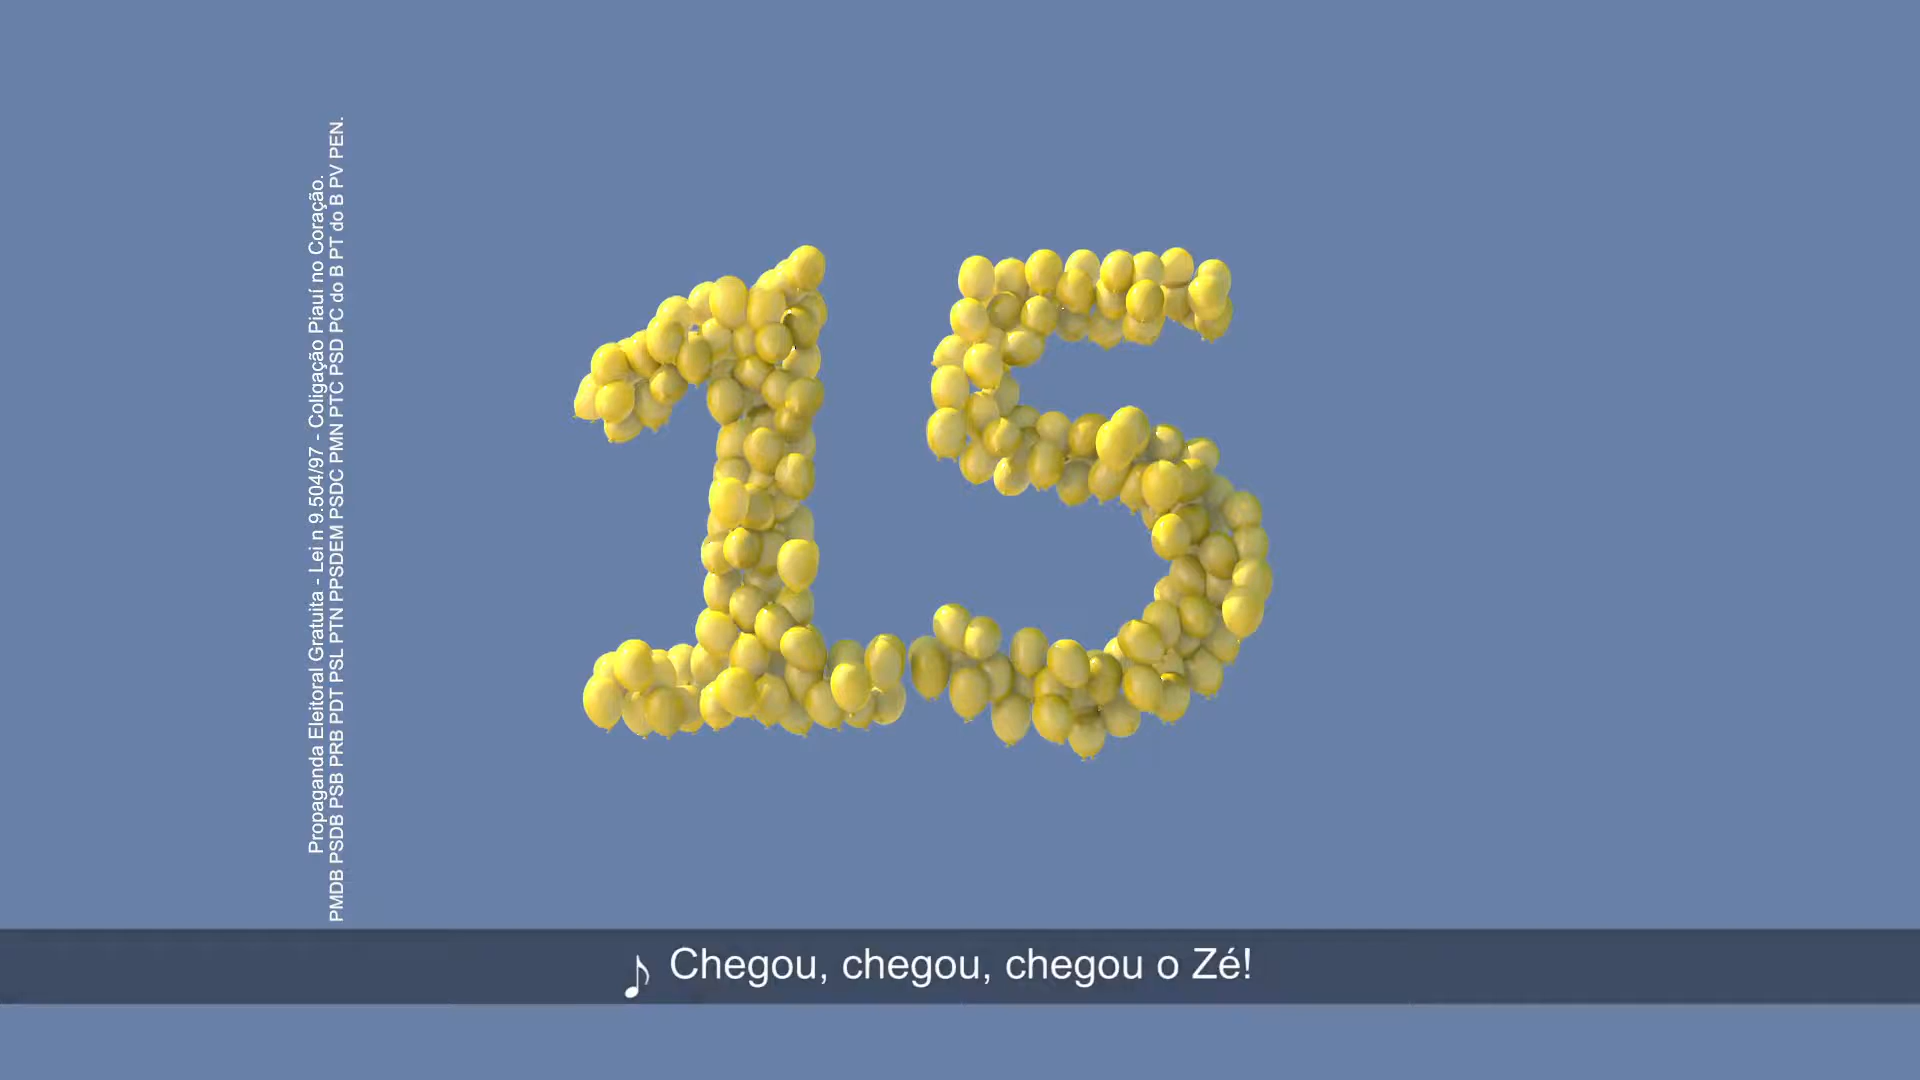 Propaganda Eleitoral Gratuita - Lei n 9.504/97 - Coligação Piauí no Coração.
PMDB PSDB PSB PRB PDT PSL PTN PPSDEM PSDC PMN PTC PSD PC do B PT do B PV PEN.
15
♪ Chegou, chegou, chegou o Zé!